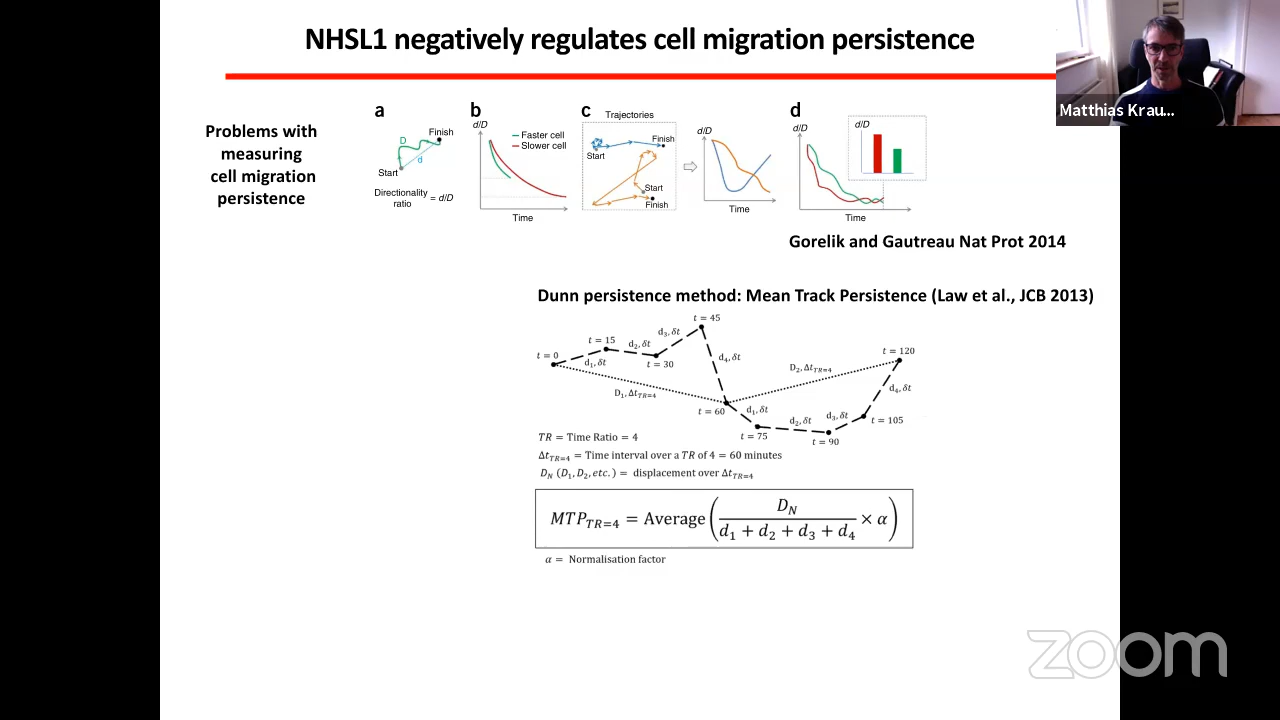 NHSL1 negatively regulates cell migration persistence
Matthias Krau...
Problems with
measuring
cell migration
persistence
a
D
Finish
d
Start
Directionality
ratio = d/D
b
d/D
Faster cell
Slower cell
Time
c
Trajectories
Start
Finish
Start
Finish
d/D
Time
d
d/D
d/D
Time
Gorelik and Gautreau Nat Prot 2014
Dunn persistence method: Mean Track Persistence (Law et al., JCB 2013)
t = 0
t = 15
t = 30
t = 45
t = 60
t = 75
t = 90
t = 105
t = 120
d₁, δt
d₂, δt
d₃, δt
d₄, δt
D₁, Δt_TR=4
d₁, δt
d₂, δt
d₃, δt
d₄, δt
D₂, Δt_TR=4
TR = Time Ratio = 4
Δt_TR=4 = Time interval over a TR of 4 = 60 minutes
D_N (D₁, D₂, etc.) = displacement over Δt_TR=4
MTP_TR=4 = Average( D_N / d₁ + d₂ + d₃ + d₄ × α )
α = Normalisation factor
zoom